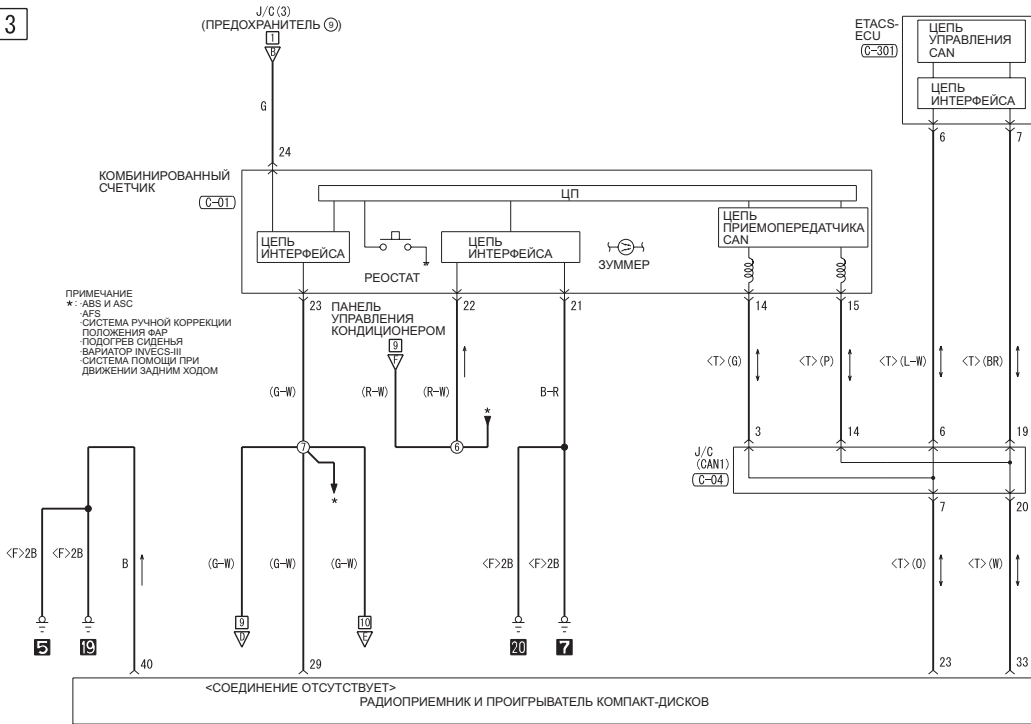 3
J/C(3)
(ПРЕДОХРАНИТЕЛЬ ⑨)
1
B
G
24
ETACS-
ECU
(C-301)
ЦЕПЬ
УПРАВЛЕНИЯ
CAN
ЦЕПЬ
ИНТЕРФЕЙСА
6
7
КОМБИНИРОВАННЫЙ
СЧЕТЧИК
(C-01)
ЦП
ЦЕПЬ
ИНТЕРФЕЙСА
РЕОСТАТ
ЦЕПЬ
ИНТЕРФЕЙСА
ЗУММЕР
ЦЕПЬ
ПРИЕМОПЕРЕДАТЧИКА
CAN
23
22
21
14
15
ПАНЕЛЬ
УПРАВЛЕНИЯ
КОНДИЦИОНЕРОМ
9
F
ПРИМЕЧАНИЕ
* : ·ABS И ASC
·AFS
·СИСТЕМА РУЧНОЙ КОРРЕКЦИИ
ПОЛОЖЕНИЯ ФАР
·ПОДОГРЕВ СИДЕНЬЯ
·ВАРИАТОР INVECS-III
·СИСТЕМА ПОМОЩИ ПРИ
ДВИЖЕНИИ ЗАДНИМ ХОДОМ
(G-W)
(R-W)
(R-W)
B-R
<T>(G)
<T>(P)
<T>(L-W)
<T>(BR)
*
7
6
*
3
14
6
19
J/C
(CAN1)
(C-04)
7
20
<F>2B
<F>2B
B
(G-W)
(G-W)
(G-W)
<F>2B
<F>2B
<T>(O)
<T>(W)
5
19
9
D
10
E
20
7
40
29
23
33
<СОЕДИНЕНИЕ ОТСУТСТВУЕТ>
РАДИОПРИЕМНИК И ПРОИГРЫВАТЕЛЬ КОМПАКТ-ДИСКОВ